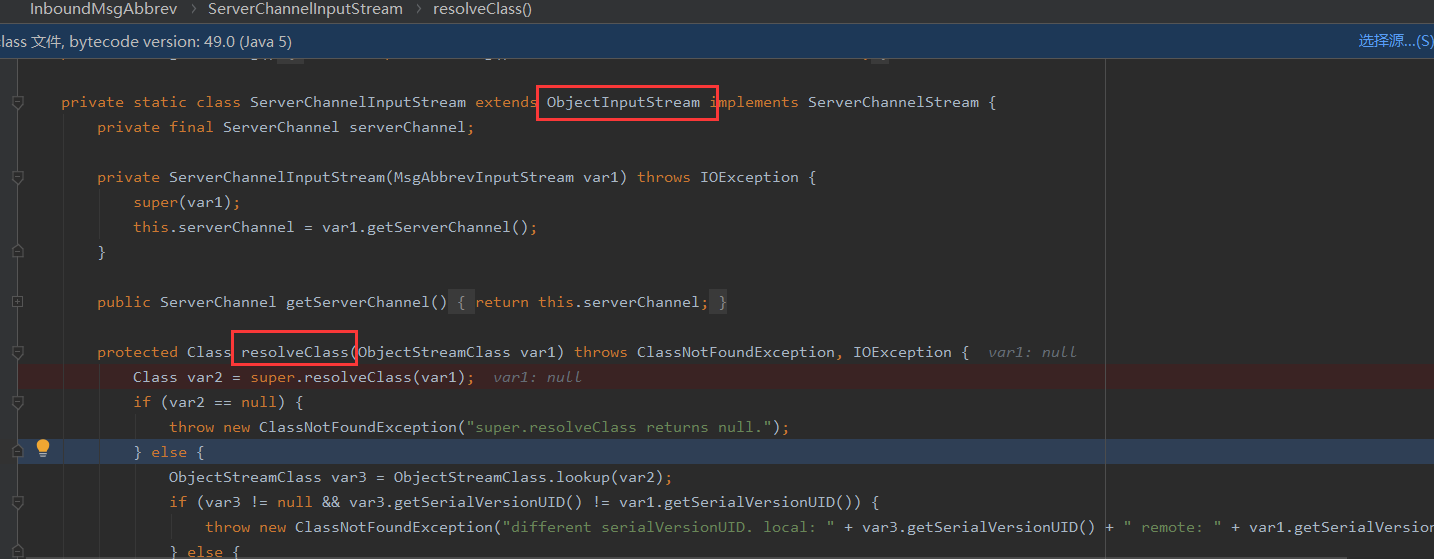 InboundMsgAbbrev > ServerChannelInputStream > resolveClass()
class 文件, bytecode version: 49.0 (Java 5) 选择源...(S)
private static class ServerChannelInputStream extends ObjectInputStream implements ServerChannelStream {
private final ServerChannel serverChannel;
private ServerChannelInputStream(MsgAbbrevInputStream var1) throws IOException {
super(var1);
this.serverChannel = var1.getServerChannel();
}
public ServerChannel getServerChannel() { return this.serverChannel; }
protected Class resolveClass(ObjectStreamClass var1) throws ClassNotFoundException, IOException { var1: null
Class var2 = super.resolveClass(var1); var1: null
if (var2 == null) {
throw new ClassNotFoundException("super.resolveClass returns null.");
} else {
ObjectStreamClass var3 = ObjectStreamClass.lookup(var2);
if (var3 != null && var3.getSerialVersionUID() != var1.getSerialVersionUID()) {
throw new ClassNotFoundException("different serialVersionUID. local: " + var3.getSerialVersionUID() + " remote: " + var1.getSerialVersion
} else {